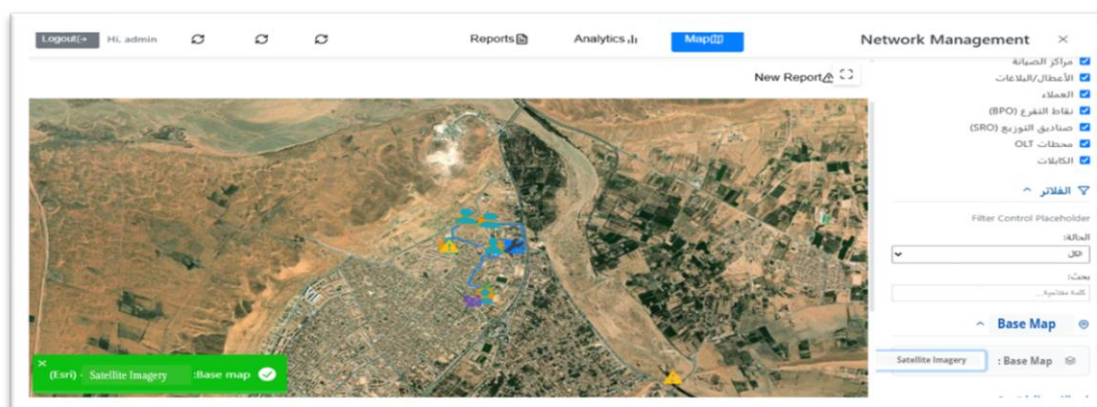 Logout Hi, admin Reports Analytics Map Network Management ×
New Report
مراكز الصيانة
الأعطال/البلاغات
العملاء
نقاط التفرع (BPO)
صناديق التوزيع (SRO)
محطات OLT
الكابلات
الفلاتر
Filter Control Placeholder
الحالة:
الكل
بحث:
كلمة مفتاحية...
Base Map
Base Map :
Satellite Imagery
Base map: Satellite Imagery - (Esri)